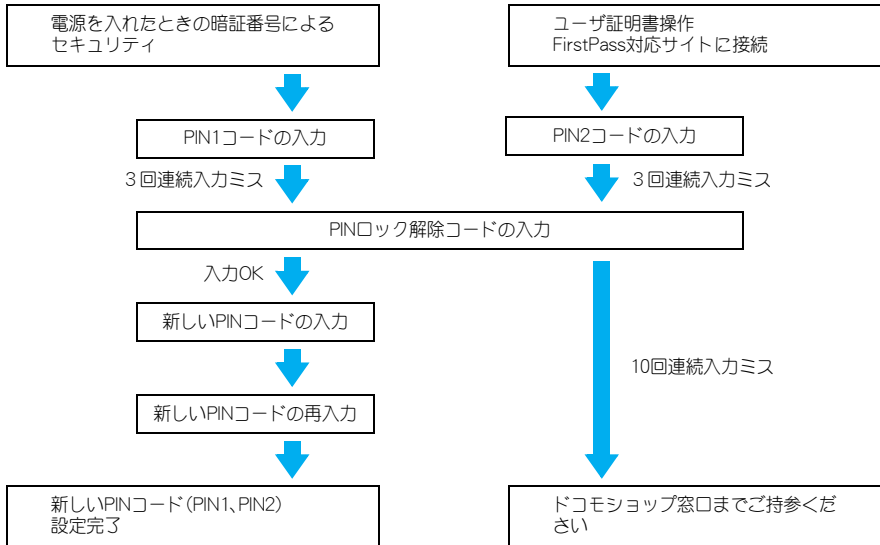 電源を入れたときの暗証番号による
セキュリティ
ユーザ証明書操作
FirstPass対応サイトに接続
PIN1コードの入力
PIN2コードの入力
3回連続入力ミス
3回連続入力ミス
PINロック解除コードの入力
入力OK
新しいPINコードの入力
10回連続入力ミス
新しいPINコードの再入力
新しいPINコード(PIN1、PIN2)
設定完了
ドコモショップ窓口までご持参くだ
さい